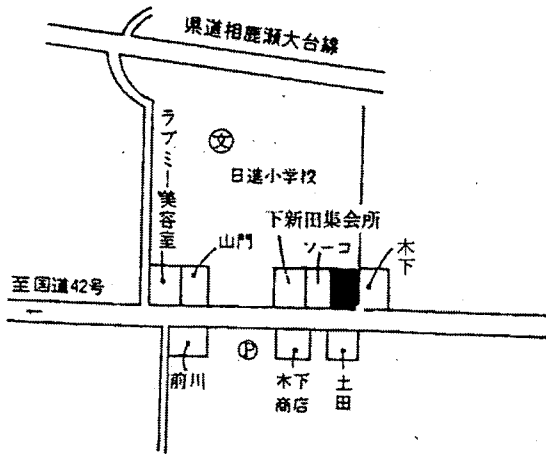 県道相鹿瀬大台線
ラブミー美容室
文
日進小学校
下新田集会所
山門
ソーコ
木下
至国道42号
←
前川
P
木下
商店
土田